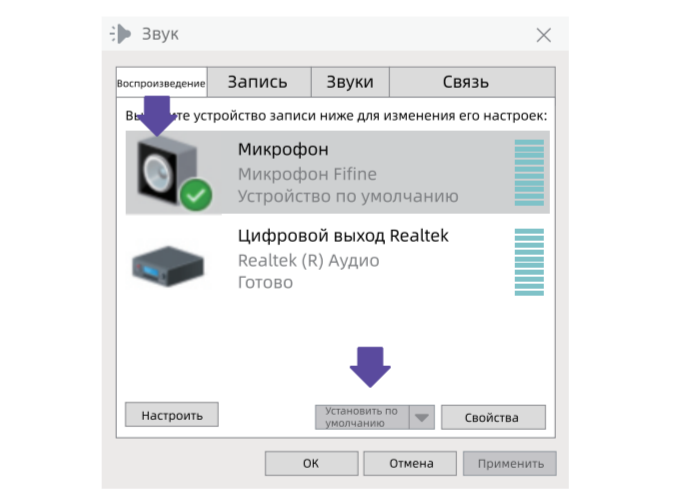 Звук
Воспроизведение Запись Звуки Связь
те устройство записи ниже для изменения его настроек:
Микрофон
Микрофон Fifine
Устройство по умолчанию
Цифровой выход Realtek
Realtek (R) Аудио
Готово
Настроить
Установить по
умолчанию
Свойства
ОК Отмена Применить